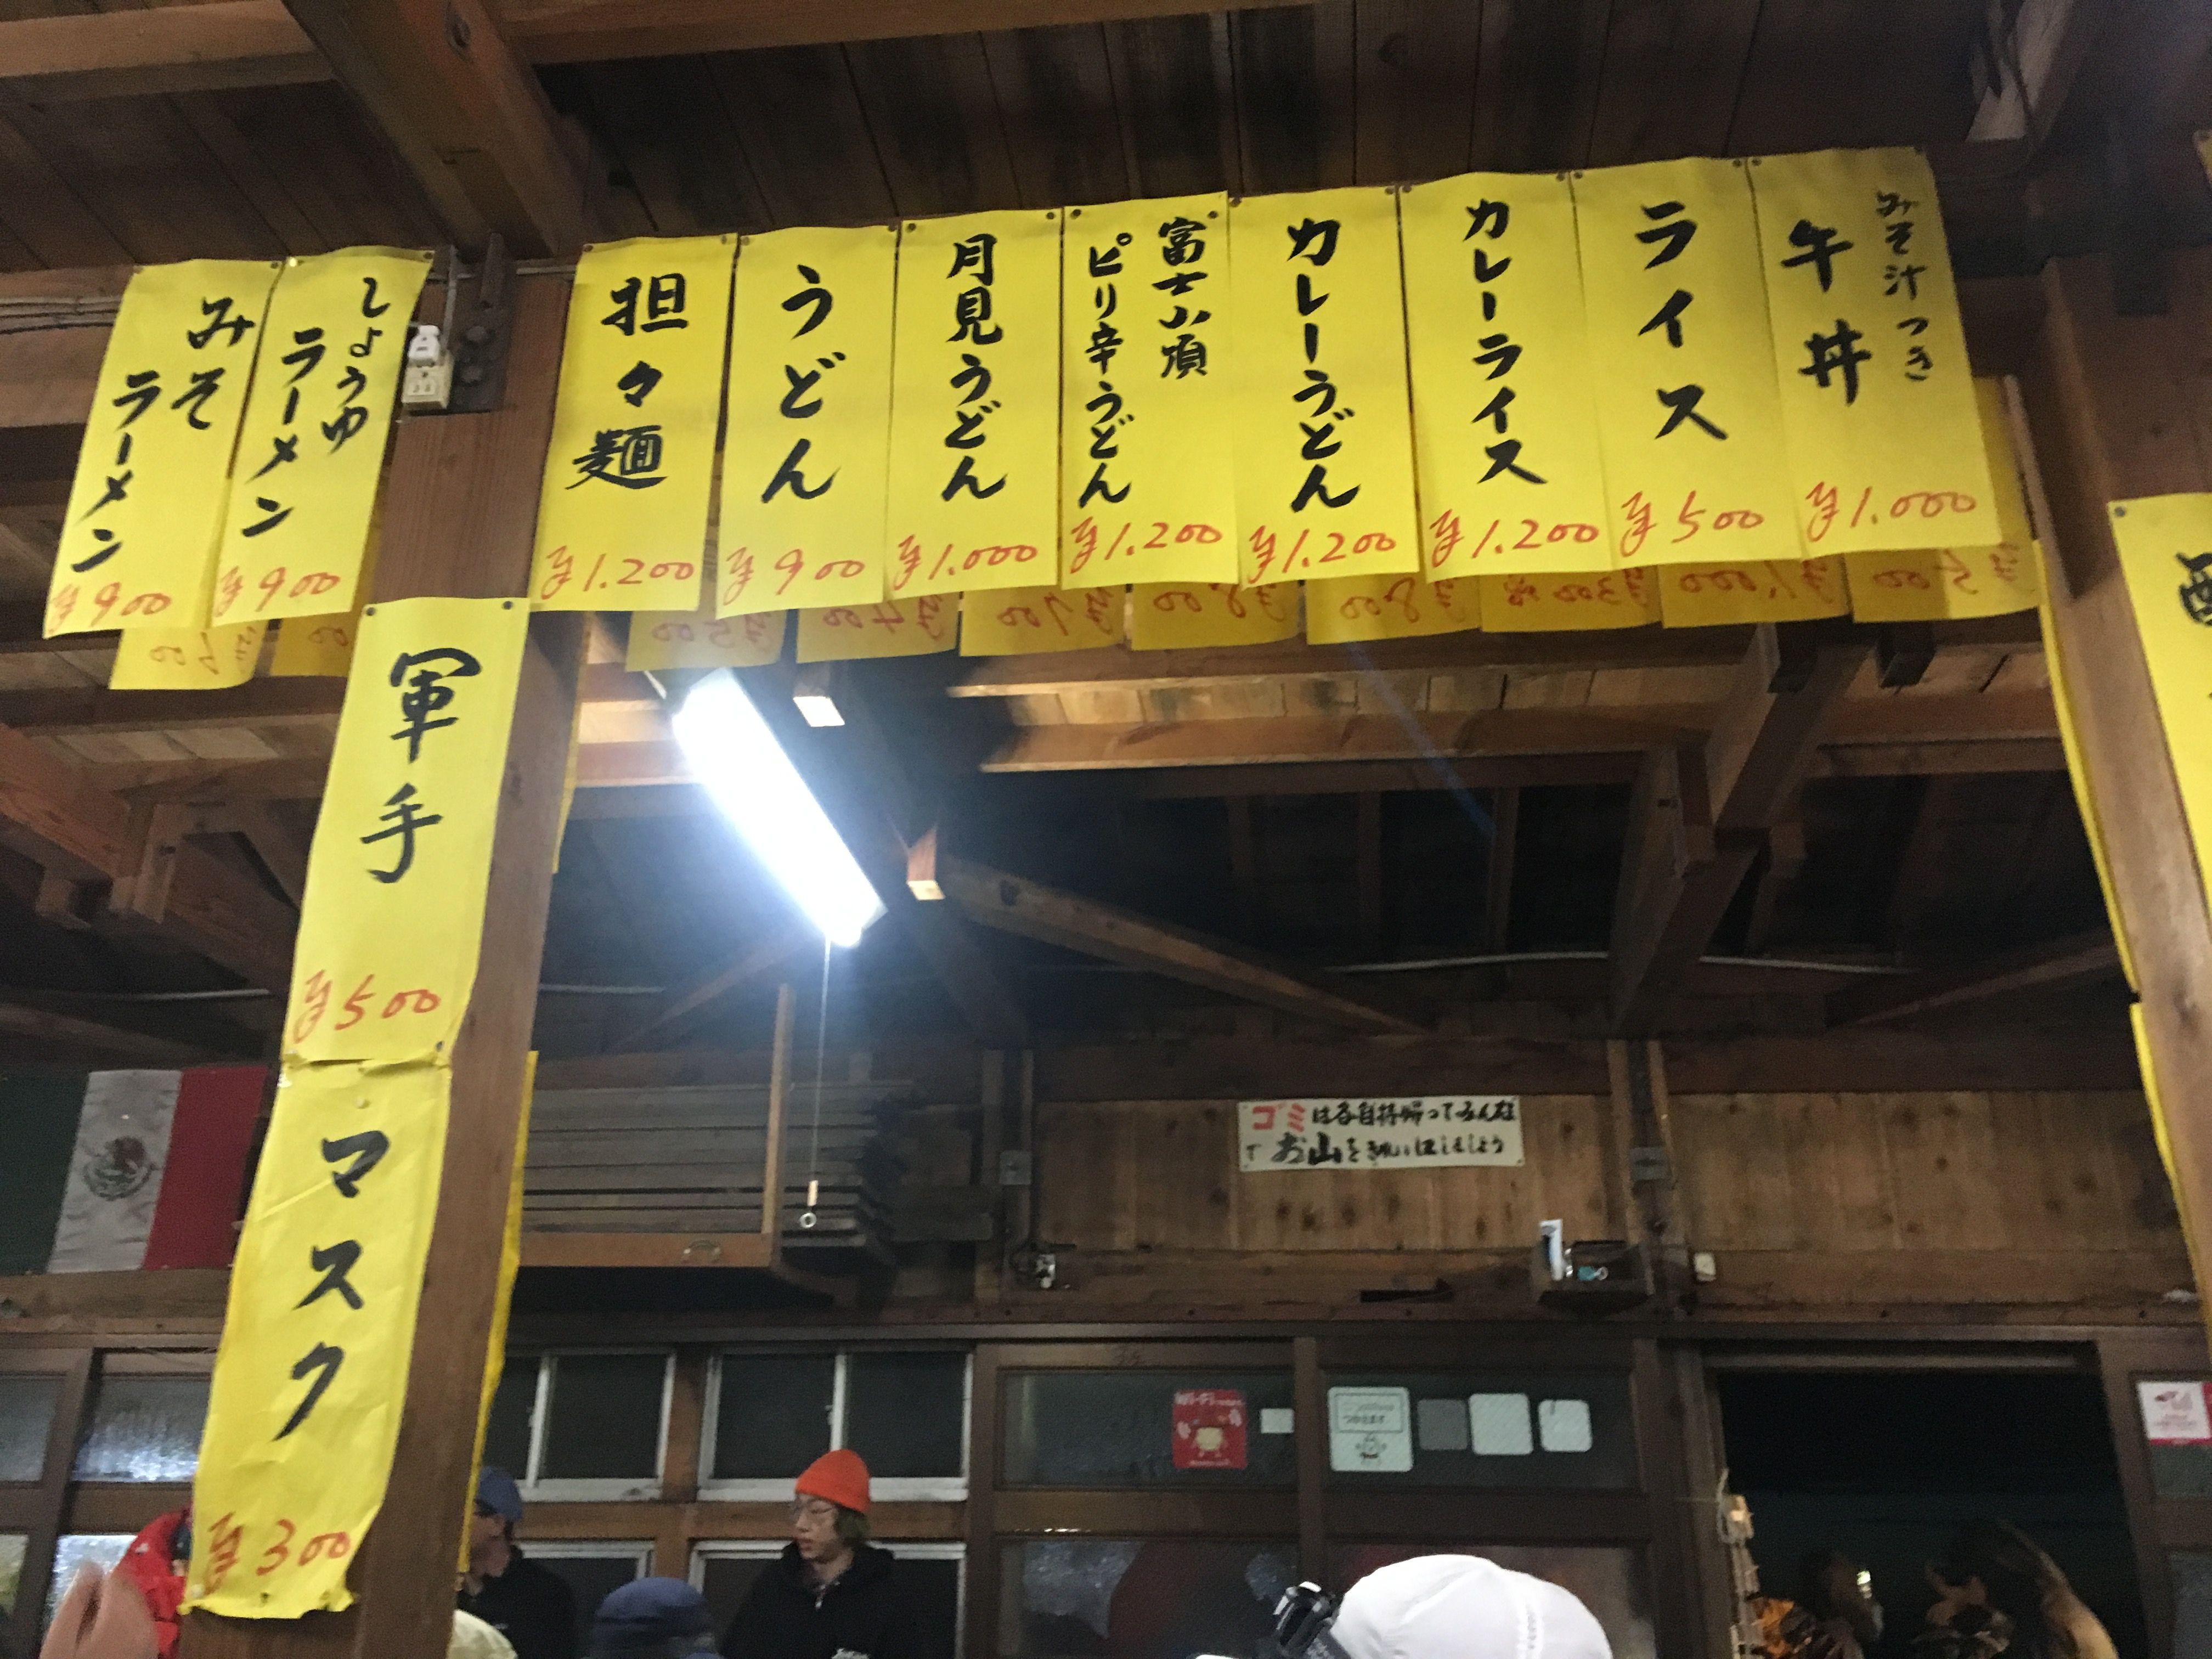 みそ
ラーメン
¥900
しょうゆ
ラーメン
¥900
担々麺
¥1.200
うどん
¥900
月見うどん
¥1.000
富士山頂
ピリ辛うどん
¥1.200
カレーうどん
¥1.200
カレーライス
¥1.200
ライス
¥500
みそ汁つき
牛丼
¥1.000
軍手
¥500
マスク
¥300
ゴミは各自持帰ってみんな
でお山をきれいにしましょう
Wi-Fi